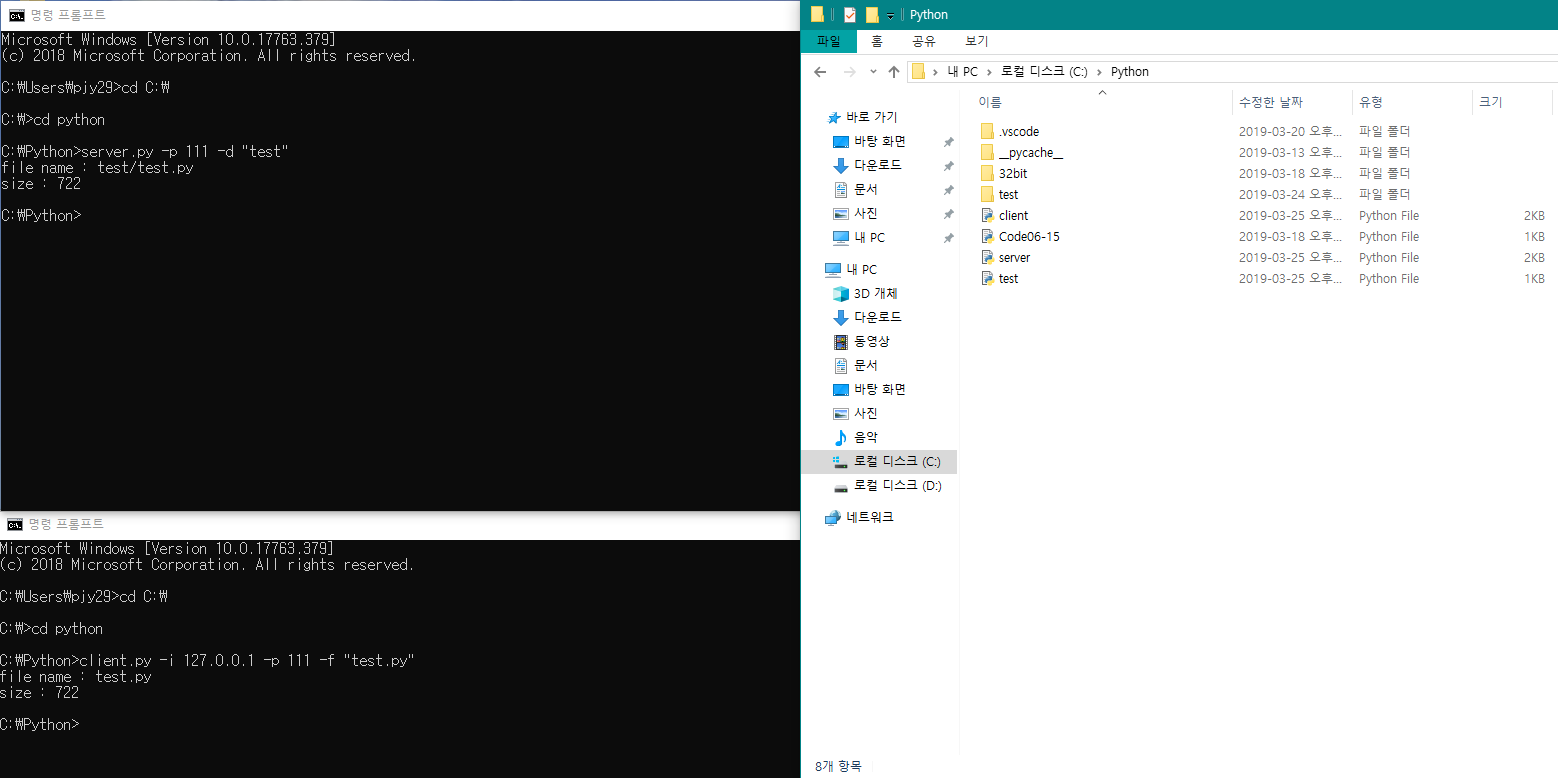 명령 프롬프트
Microsoft Windows [Version 10.0.17763.379]
(c) 2018 Microsoft Corporation. All rights reserved.
C:₩Users₩pjy29>cd C:₩
C:₩>cd python
C:₩Python>server.py -p 111 -d "test"
file name : test/test.py
size : 722
C:₩Python>
명령 프롬프트
Microsoft Windows [Version 10.0.17763.379]
(c) 2018 Microsoft Corporation. All rights reserved.
C:₩Users₩pjy29>cd C:₩
C:₩>cd python
C:₩Python>client.py -i 127.0.0.1 -p 111 -f "test.py"
file name : test.py
size : 722
C:₩Python>
Python
파일 홈 공유 보기
내 PC > 로컬 디스크 (C:) > Python
바로 가기
바탕 화면
다운로드
문서
사진
내 PC
내 PC
3D 개체
다운로드
동영상
문서
바탕 화면
사진
음악
로컬 디스크 (C:)
로컬 디스크 (D:)
네트워크
이름 수정한 날짜 유형 크기
.vscode 2019-03-20 오후... 파일 폴더
__pycache__ 2019-03-13 오후... 파일 폴더
32bit 2019-03-18 오후... 파일 폴더
test 2019-03-24 오후... 파일 폴더
client 2019-03-25 오후... Python File 2KB
Code06-15 2019-03-18 오후... Python File 1KB
server 2019-03-25 오후... Python File 2KB
test 2019-03-25 오후... Python File 1KB
8개 항목